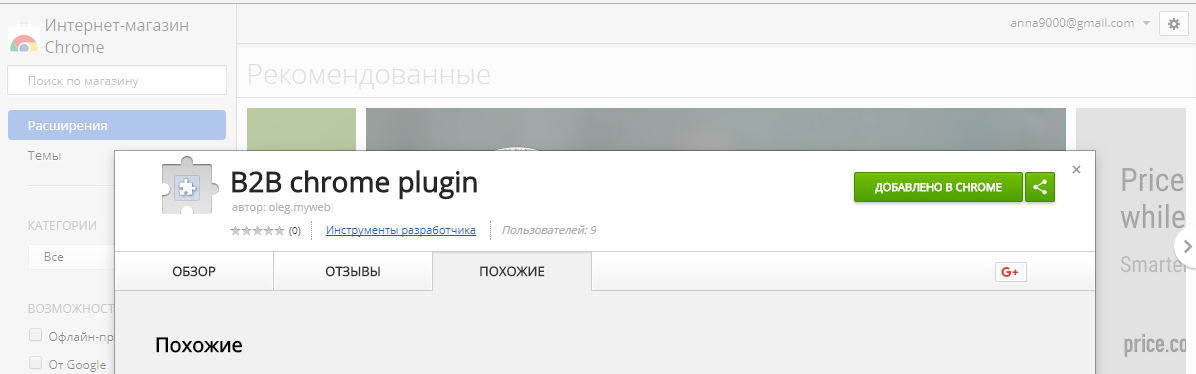 Интернет-магазин
Chrome
anna9000@gmail.com
Поиск по магазину
Рекомендованные
Расширения
Темы
КАТЕГОРИИ
Все
ВОЗМОЖНОСТ
Офлайн-пр
От Google
B2B chrome plugin
автор: oleg.myweb
(0)
Инструменты разработчика
Пользователей: 9
ДОБАВЛЕНО В CHROME
ОБЗОР
ОТЗЫВЫ
ПОХОЖИЕ
G+
Похожие
Price
while
Smarter
price.co